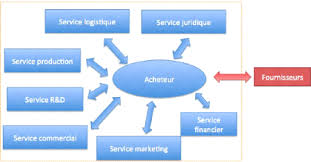 Service logistique
Service juridique
Service production
Acheteur
Fournisseurs
Service R&D
Service commercial
Service marketing
Service
financier